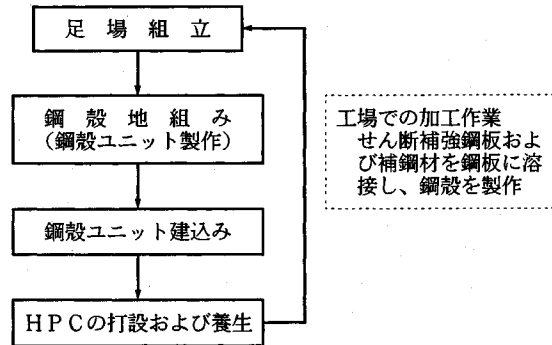 足場組立
鋼殻地組み
（鋼殻ユニット製作）
鋼殻ユニット建込み
ＨＰＣの打設および養生
工場での加工作業
せん断補強鋼板およ
び補鋼材を鋼板に溶
接し、鋼殻を製作